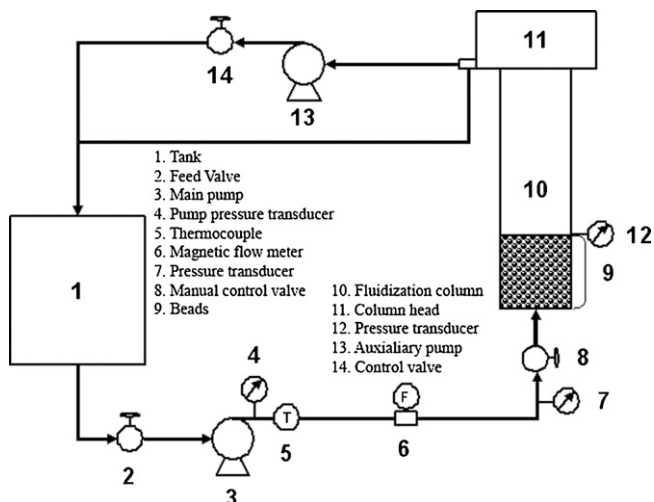 11
14
13
10
1. Tank
2. Feed Valve
3. Main pump
4. Pump pressure transducer
5. Thermocouple
6. Magnetic flow meter
7. Pressure transducer
8. Manual control valve
9. Beads
12
9
1
10. Fluidization column
11. Column head
12. Pressure transducer
13. Auxialiary pump
14. Control valve
8
4
F
7
T
5
6
2
3